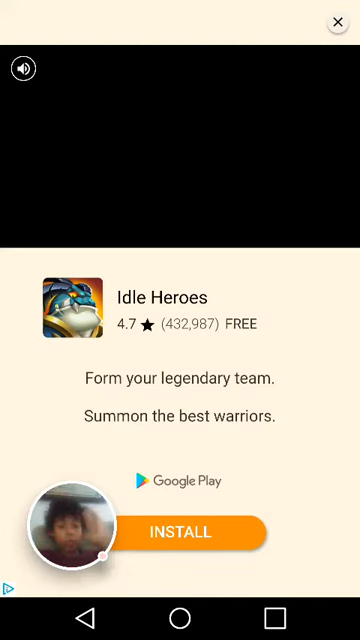 Idle Heroes
4.7 ★ (432,987) FREE
Form your legendary team.
Summon the best warriors.
Google Play
INSTALL